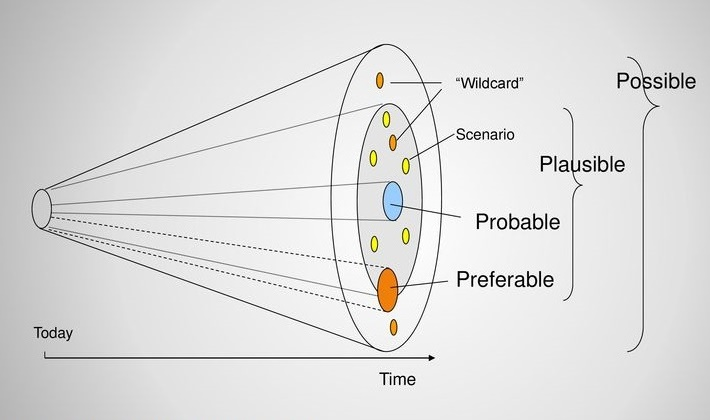 “Wildcard”
Possible
Scenario
Plausible
Probable
Preferable
Today
Time